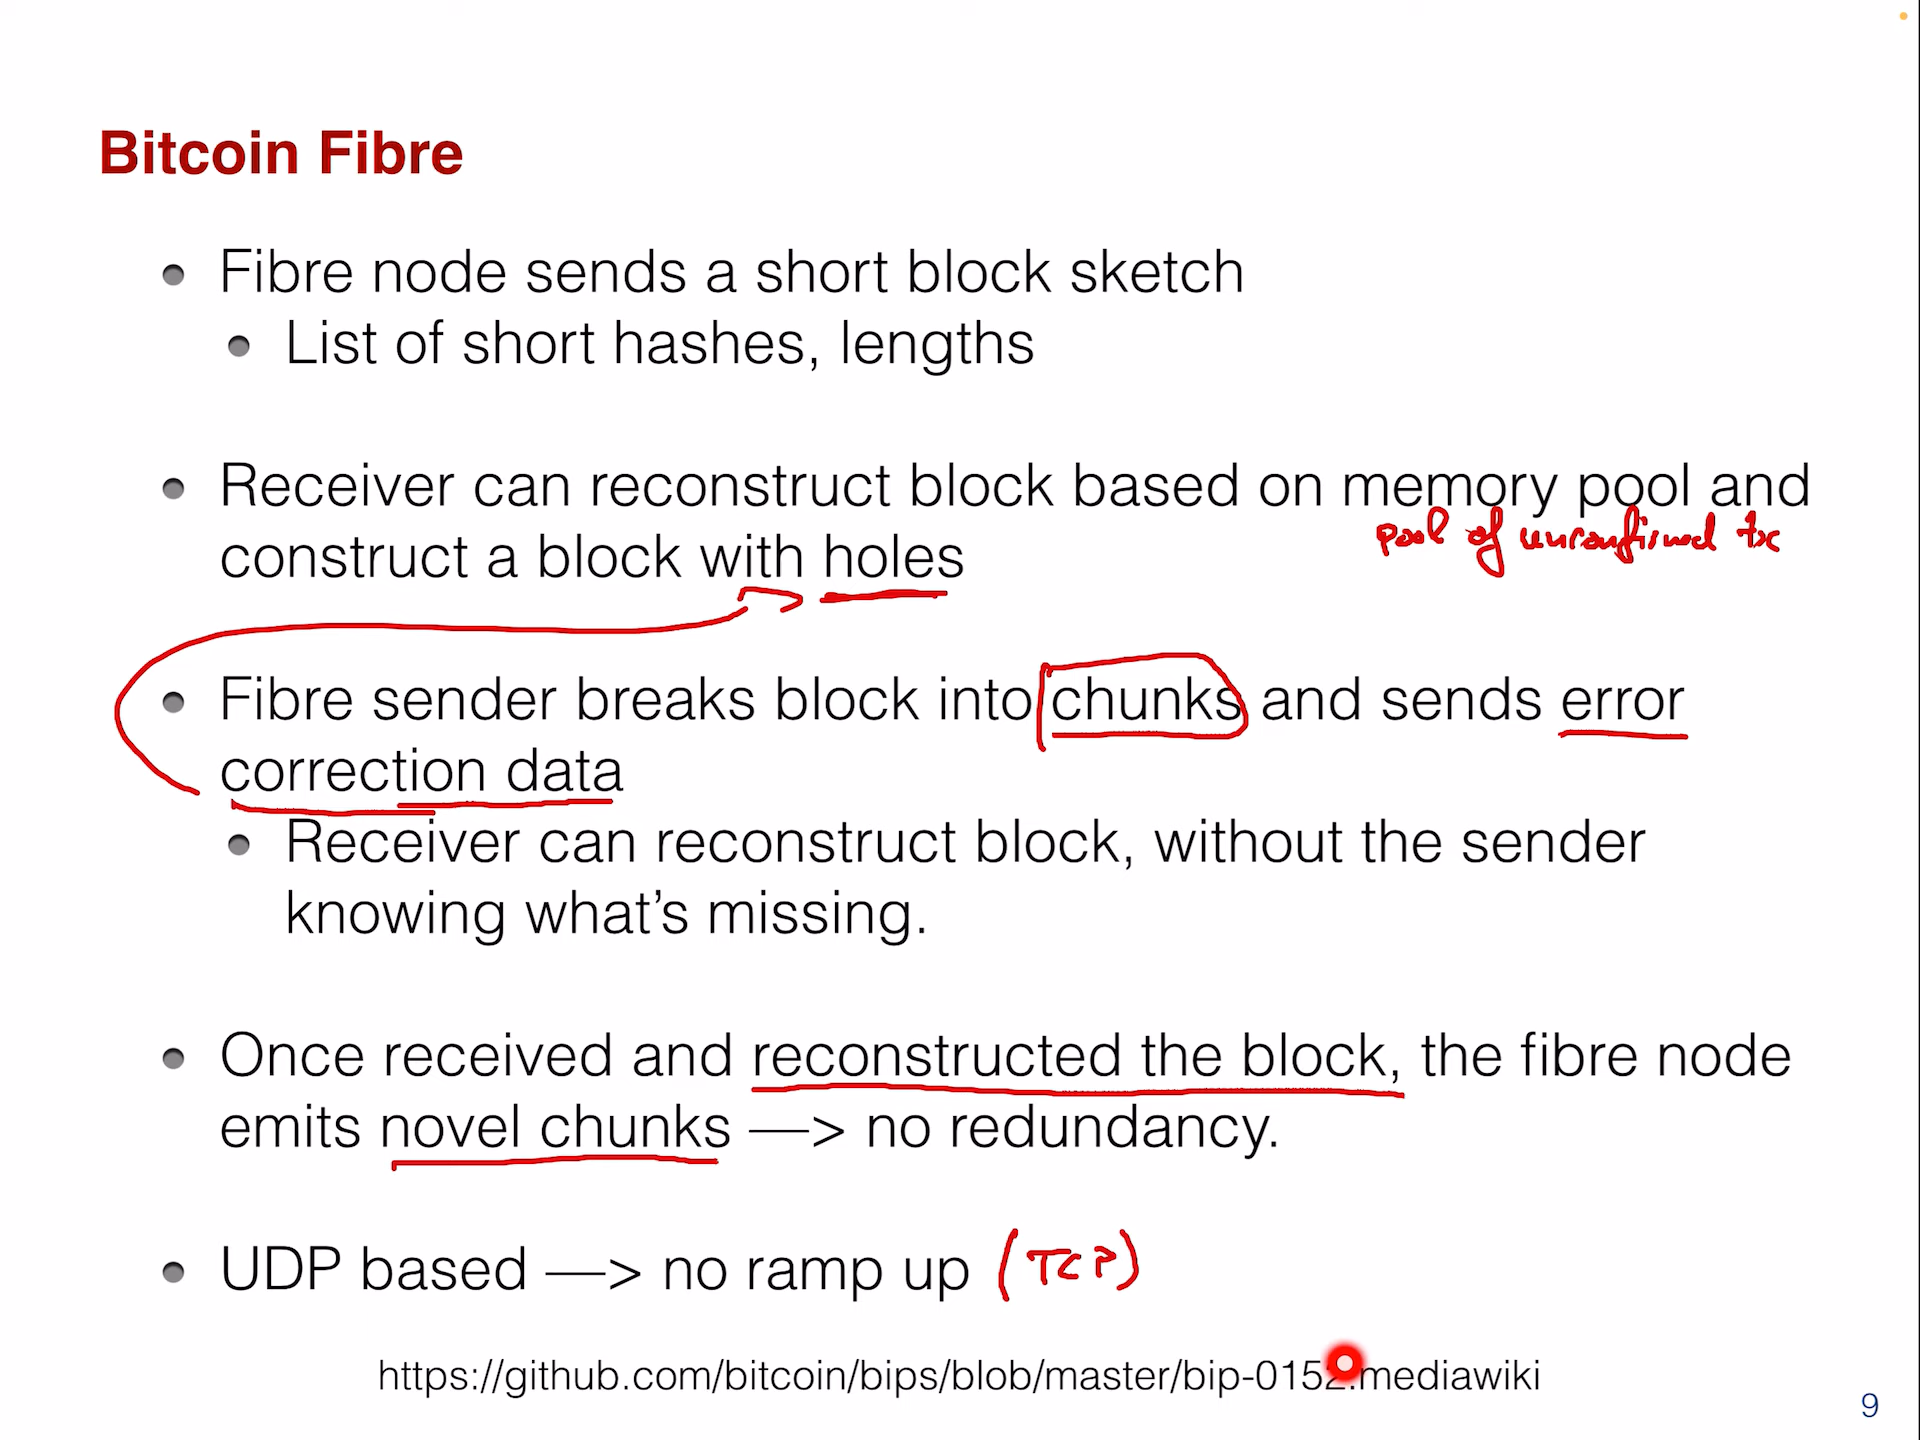 Bitcoin Fibre
Fibre node sends a short block sketch
List of short hashes, lengths
Receiver can reconstruct block based on memory pool and
pool of unconfirmed tx
construct a block with holes
Fibre sender breaks block into chunks and sends error
correction data
Receiver can reconstruct block, without the sender
knowing what’s missing.
Once received and reconstructed the block, the fibre node
emits novel chunks —> no redundancy.
UDP based —> no ramp up (TCP)
https://github.com/bitcoin/bips/blob/master/bip-0152.mediawiki
9